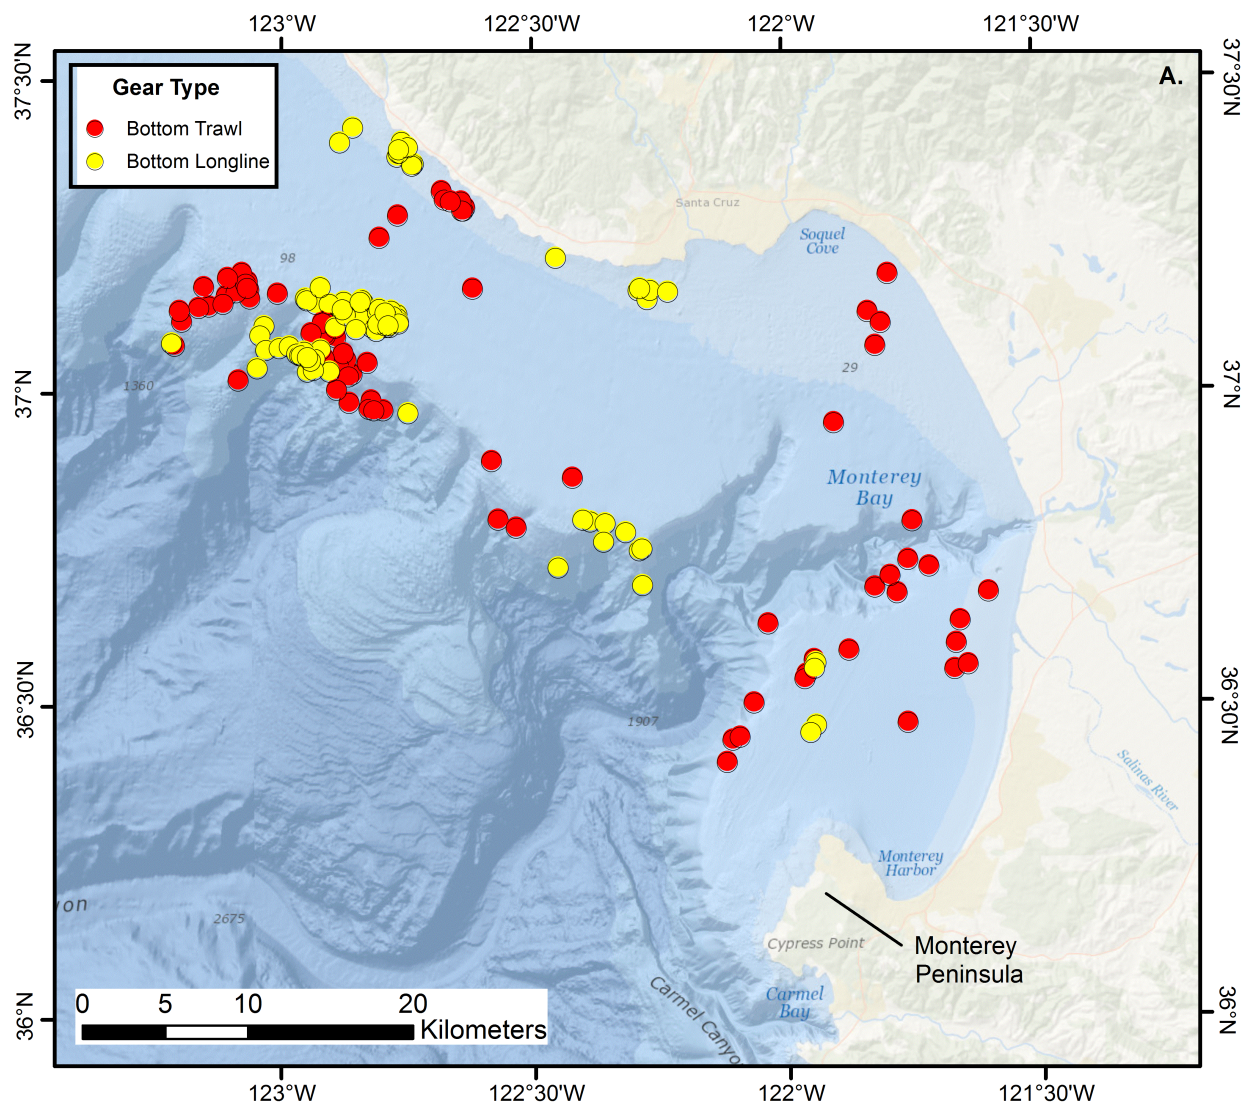 123°W
122°30'W
122°W
121°30'W
37°30'N
37°30'N
A.
Gear Type
Bottom Trawl
Bottom Longline
Santa Cruz
Soquel
Cove
98
29
1360
37°N
37°N
Monterey
Bay
36°30'N
36°30'N
1907
Salinas River
Monterey
Harbor
yon
2675
Cypress Point
Monterey
Peninsula
Carmel
Bay
Carmel Canyo
0 5 10 20
Kilometers
36°N
36°N
123°W
122°30'W
122°W
121°30'W